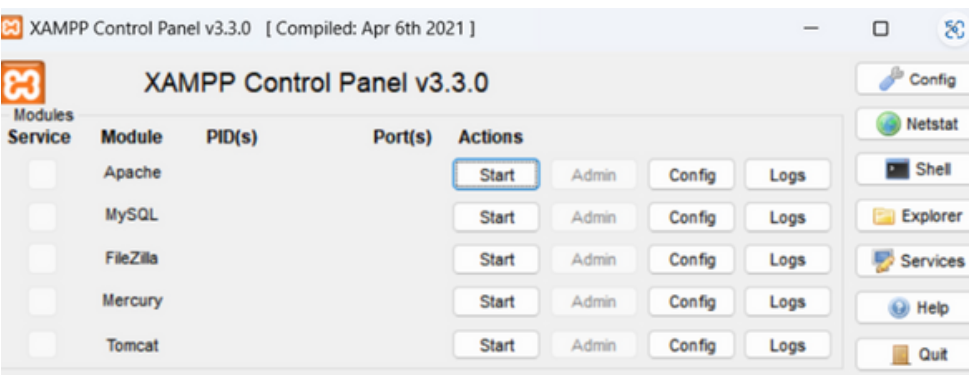 XAMPP Control Panel v3.3.0 [ Compiled: Apr 6th 2021 ]
XAMPP Control Panel v3.3.0
Config
Modules
Service Module PID(s) Port(s) Actions
Netstat
Apache Start Admin Config Logs
Shell
MySQL Start Admin Config Logs
Explorer
FileZilla Start Admin Config Logs
Services
Mercury Start Admin Config Logs
Help
Tomcat Start Admin Config Logs
Quit